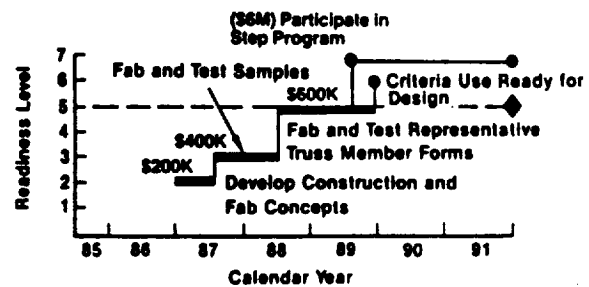 ($6M) Participate in
Step Program
Fab and Test Samples
Criteria Use Ready for
Design
$600K
Fab and Test Representative
Truss Member Forms
$400K
$200K
Develop Construction and
Fab Concepts
Readiness Level
7
6
5
4
3
2
1
85 86 87 88 89 90 91
Calendar Year